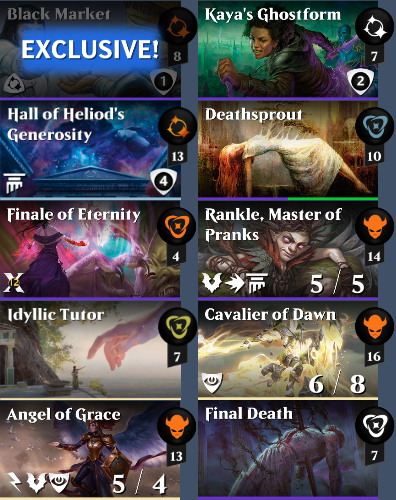 Black Market
EXCLUSIVE!
8
1
Kaya's Ghostform
7
2
Hall of Heliod's
Generosity
13
4
Deathsprout
10
Finale of Eternity
4
X 2
Rankle, Master of
Pranks
14
5 / 5
Idyllic Tutor
7
Cavalier of Dawn
16
6 / 8
Angel of Grace
13
5 / 4
Final Death
7